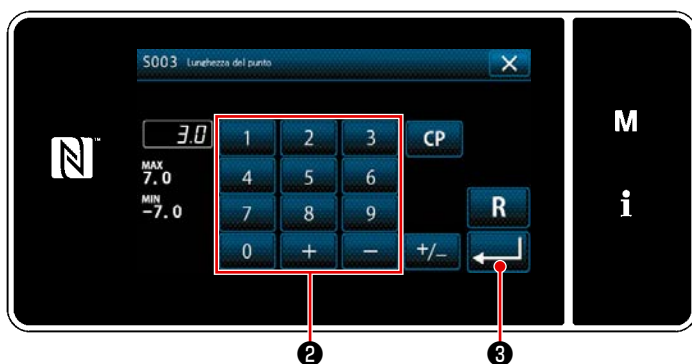 S003 Lunghezza del punto
3.0
MAX
7.0
MIN
-7.0
1 2 3 CP
4 5 6
7 8 9 R
0 + − +/−
M
i
N™
❷ ❸